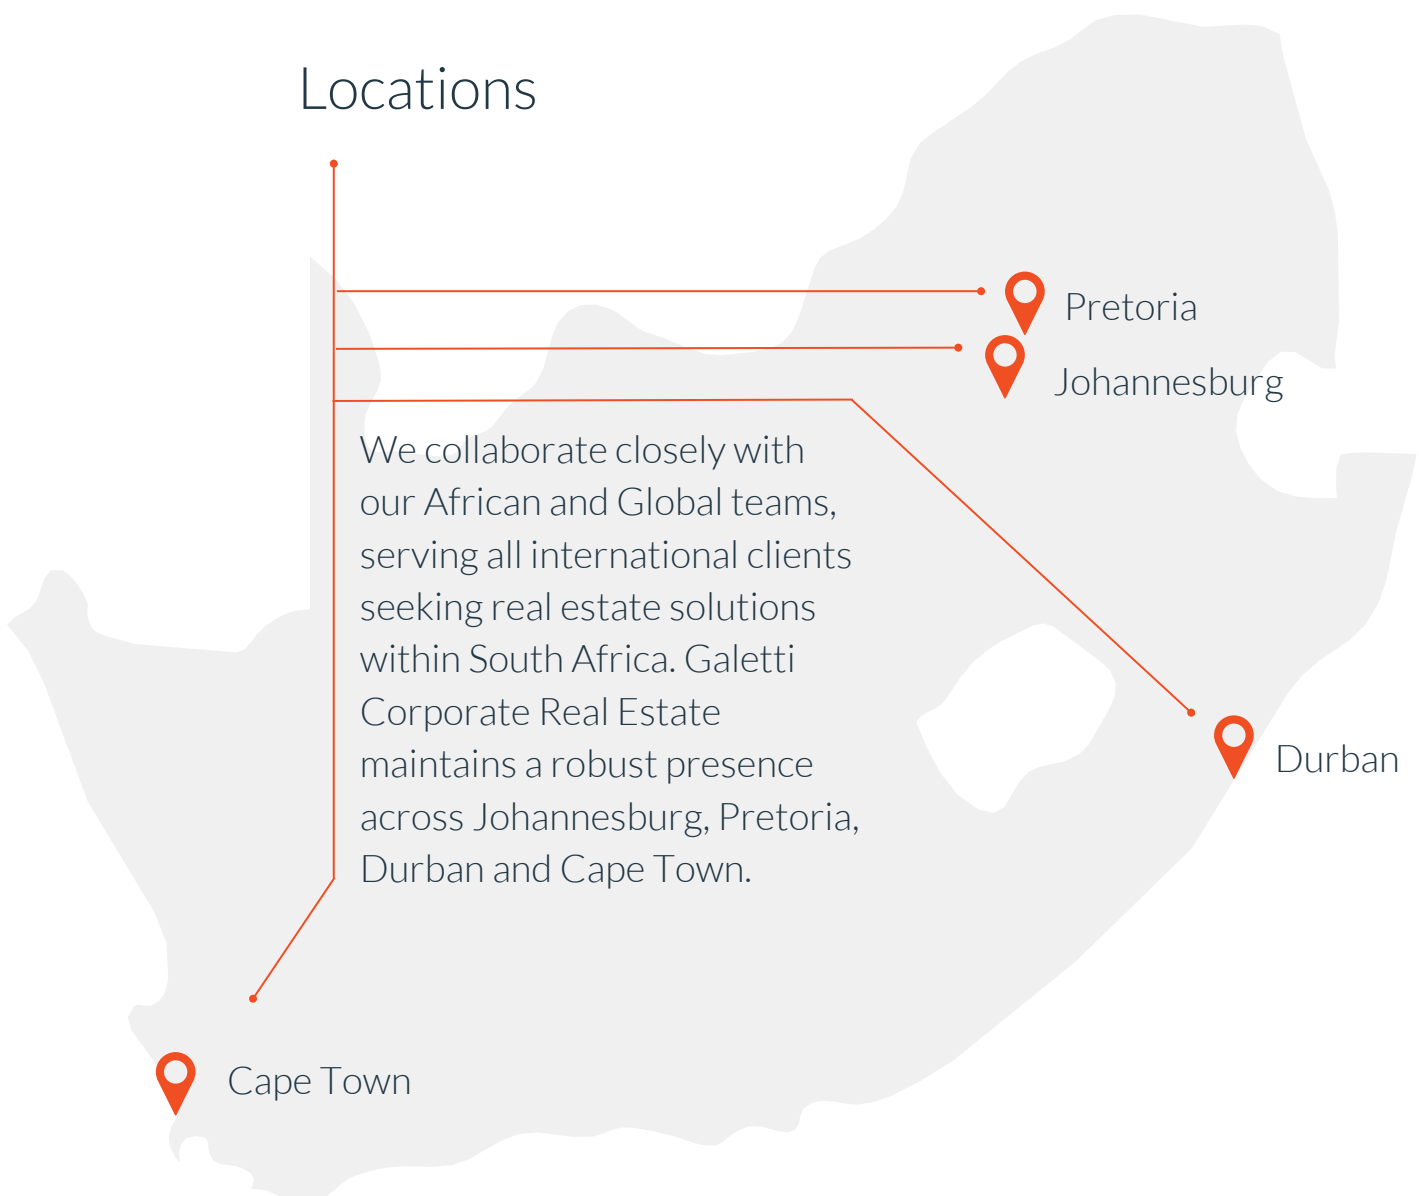 Locations
Pretoria
Johannesburg
We collaborate closely with
our African and Global teams,
serving all international clients
seeking real estate solutions
within South Africa. Galetti
Corporate Real Estate
maintains a robust presence
across Johannesburg, Pretoria,
Durban and Cape Town.
Durban
Cape Town